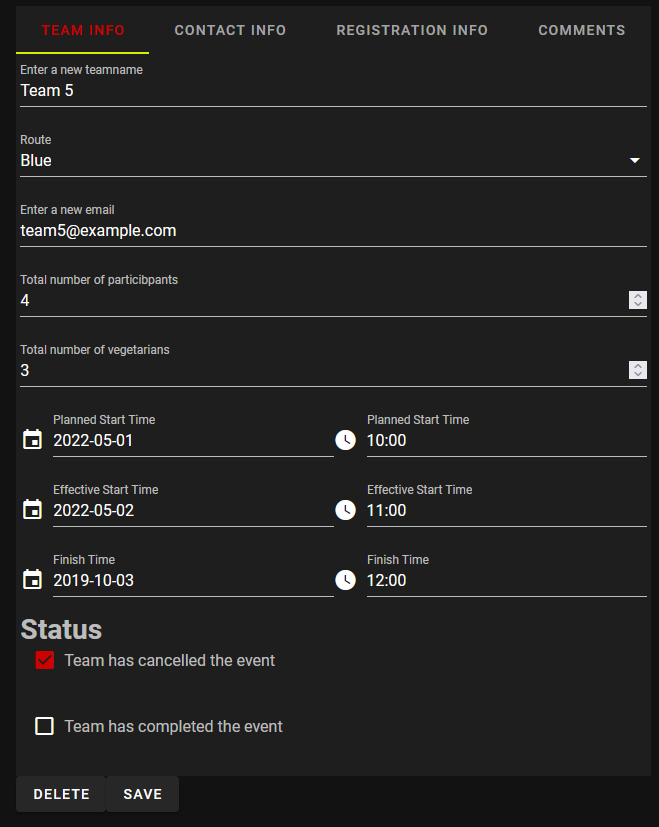 TEAM INFO CONTACT INFO REGISTRATION INFO COMMENTS
Enter a new teamname
Team 5
Route
Blue
Enter a new email
team5@example.com
Total number of particibpants
4
Total number of vegetarians
3
Planned Start Time Planned Start Time
2022-05-01 10:00
Effective Start Time Effective Start Time
2022-05-02 11:00
Finish Time Finish Time
2019-10-03 12:00
Status
Team has cancelled the event
Team has completed the event
DELETE SAVE